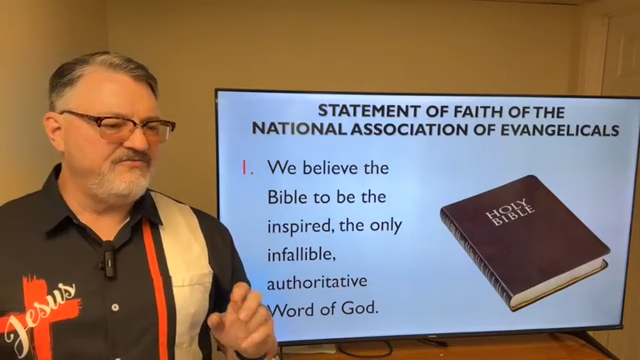 STATEMENT OF FAITH OF THE
NATIONAL ASSOCIATION OF EVANGELICALS
1. We believe the
Bible to be the
inspired, the only
infallible,
authoritative
Word of God.
HOLY
BIBLE
Jesus